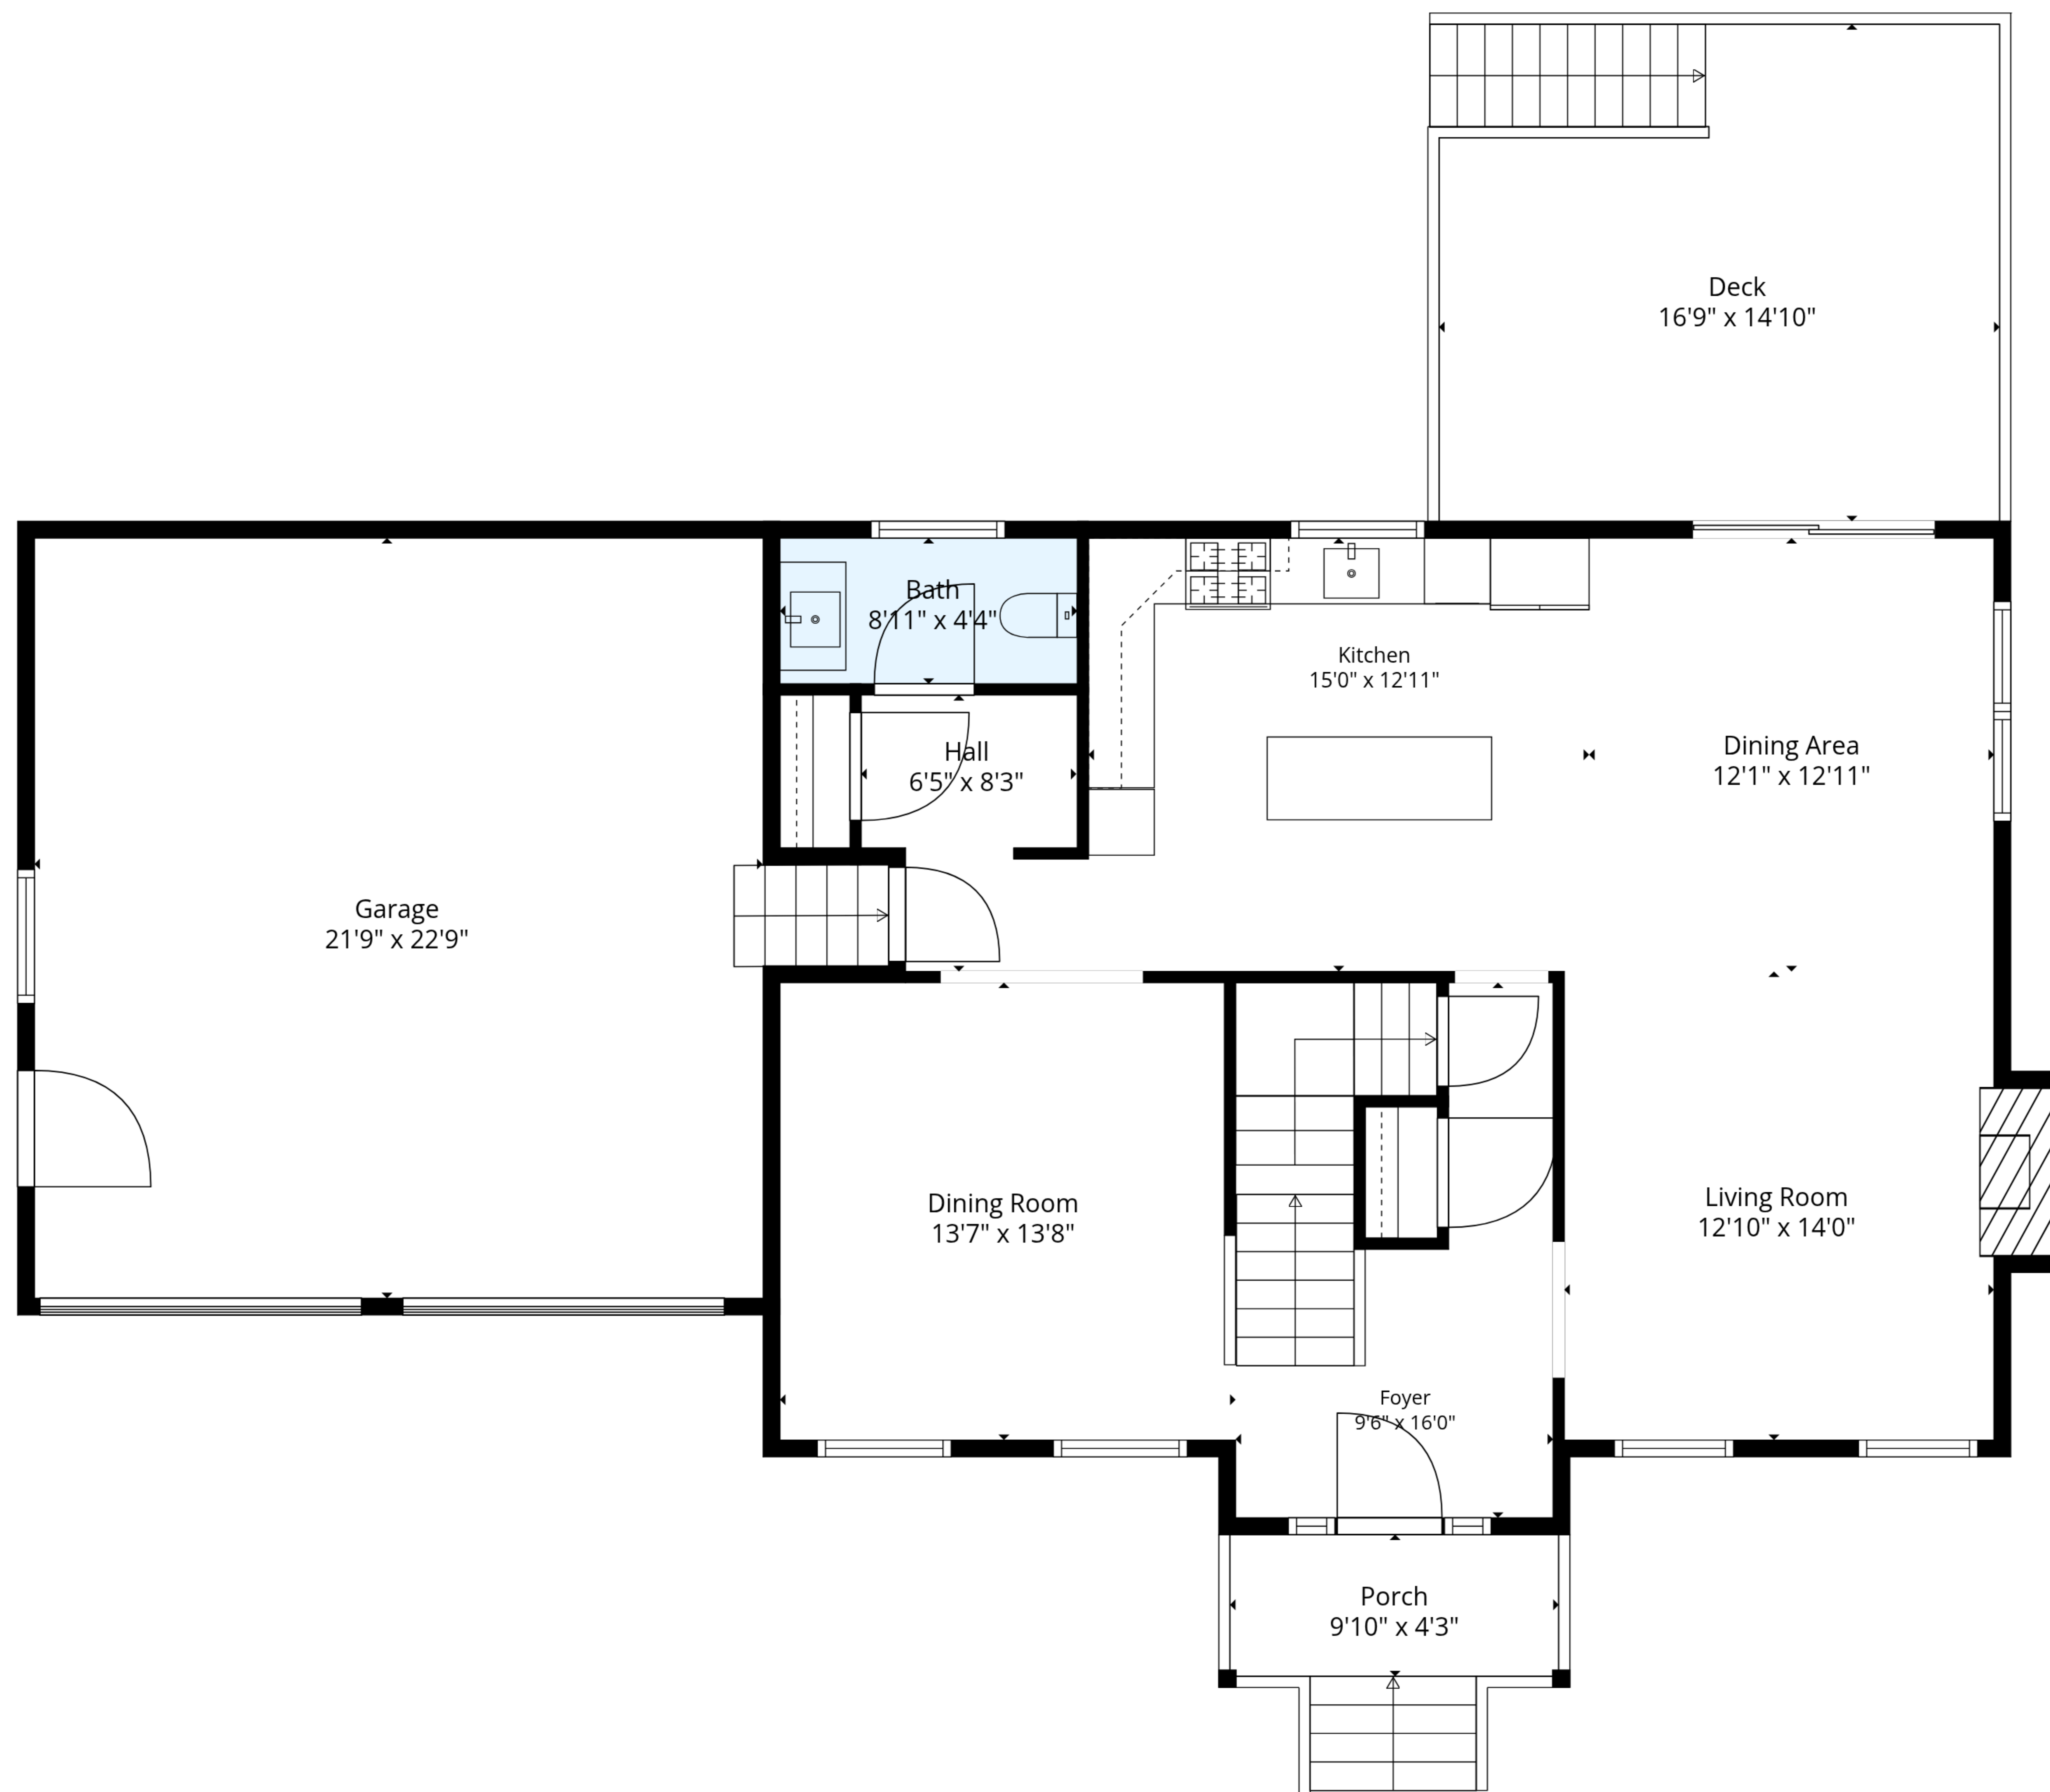 Deck
16'9" x 14'10"
Bath
8'11" x 4'4"
Kitchen
15'0" x 12'11"
Hall
6'5" x 8'3"
Dining Area
12'1" x 12'11"
Garage
21'9" x 22'9"
Dining Room
13'7" x 13'8"
Living Room
12'10" x 14'0"
Foyer
9'6" x 16'0"
Porch
9'10" x 4'3"